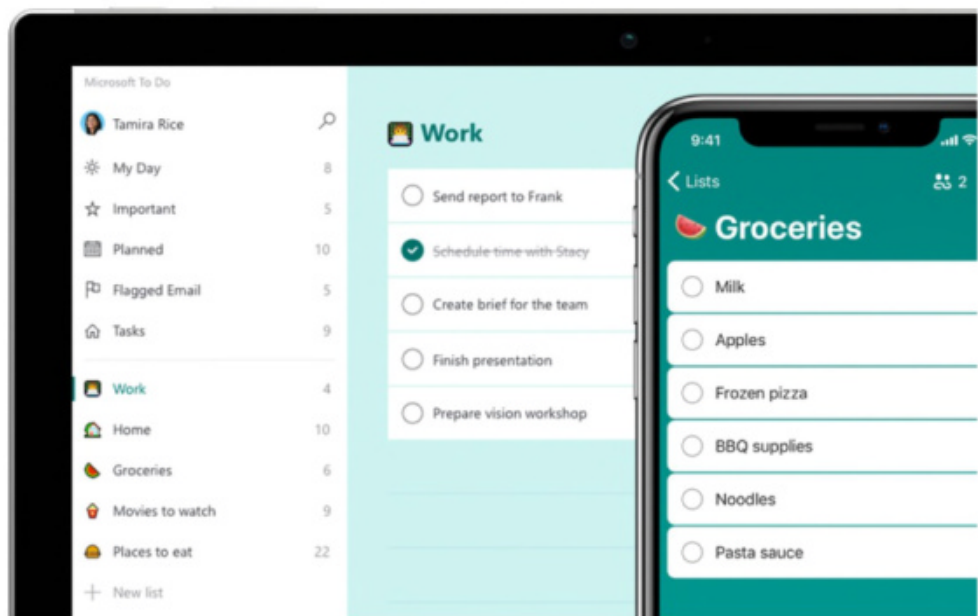 Microsoft To Do
Tamira Rice
My Day 8
Important 5
Planned 10
Flagged Email 5
Tasks 9
Work 4
Home 10
Groceries 6
Movies to watch 9
Places to eat 22
New list
Work
Send report to Frank
Schedule time with Stacy
Create brief for the team
Finish presentation
Prepare vision workshop
9:41
Lists 2
Groceries
Milk
Apples
Frozen pizza
BBQ supplies
Noodles
Pasta sauce